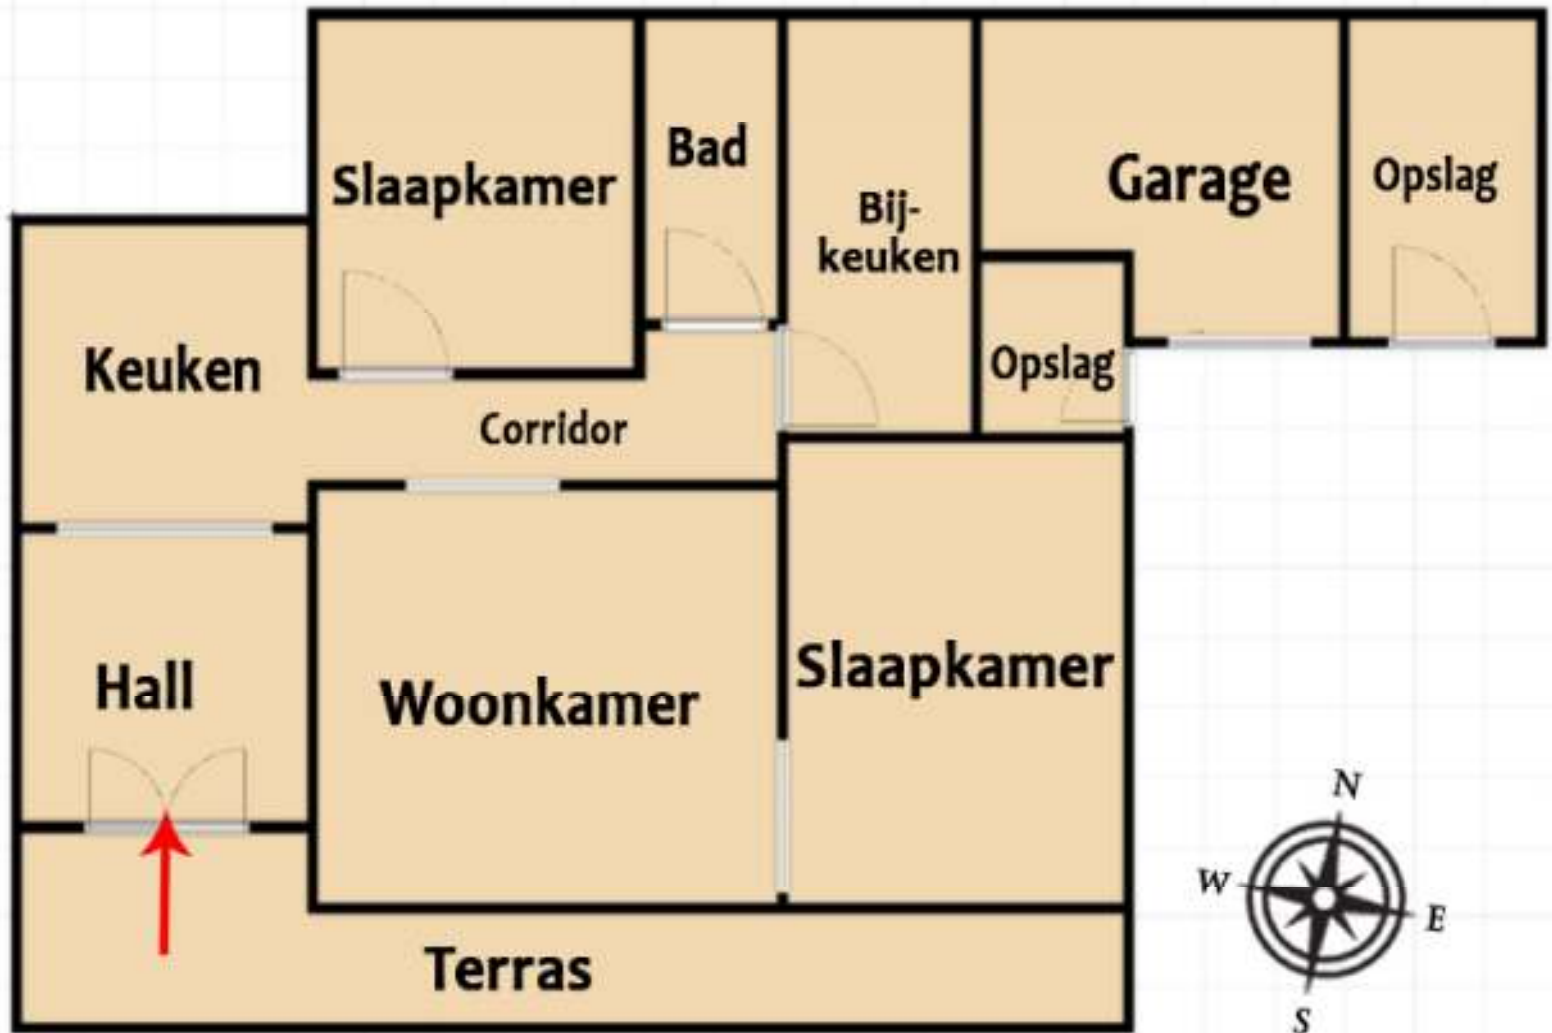 Slaapkamer
Bad
Bij-
keuken
Garage
Opslag
Keuken
Opslag
Corridor
Hall
Woonkamer
Slaapkamer
Terras
N
W
E
S